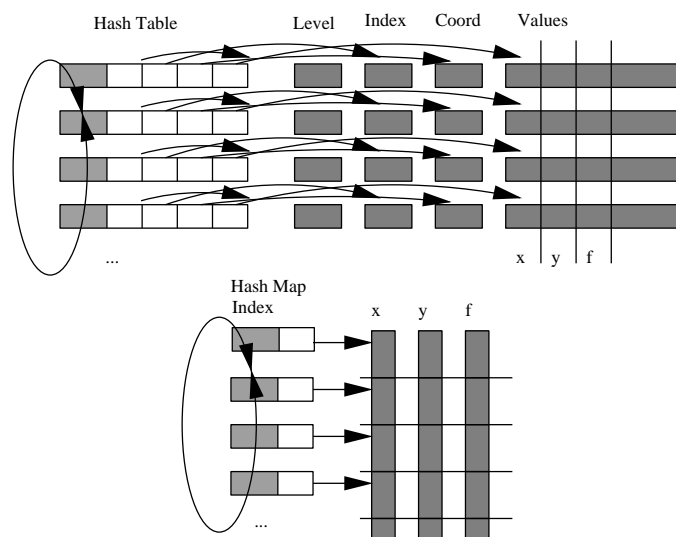 Hash Table Level Index Coord Values
...
x y f
Hash Map
Index
x y f
...